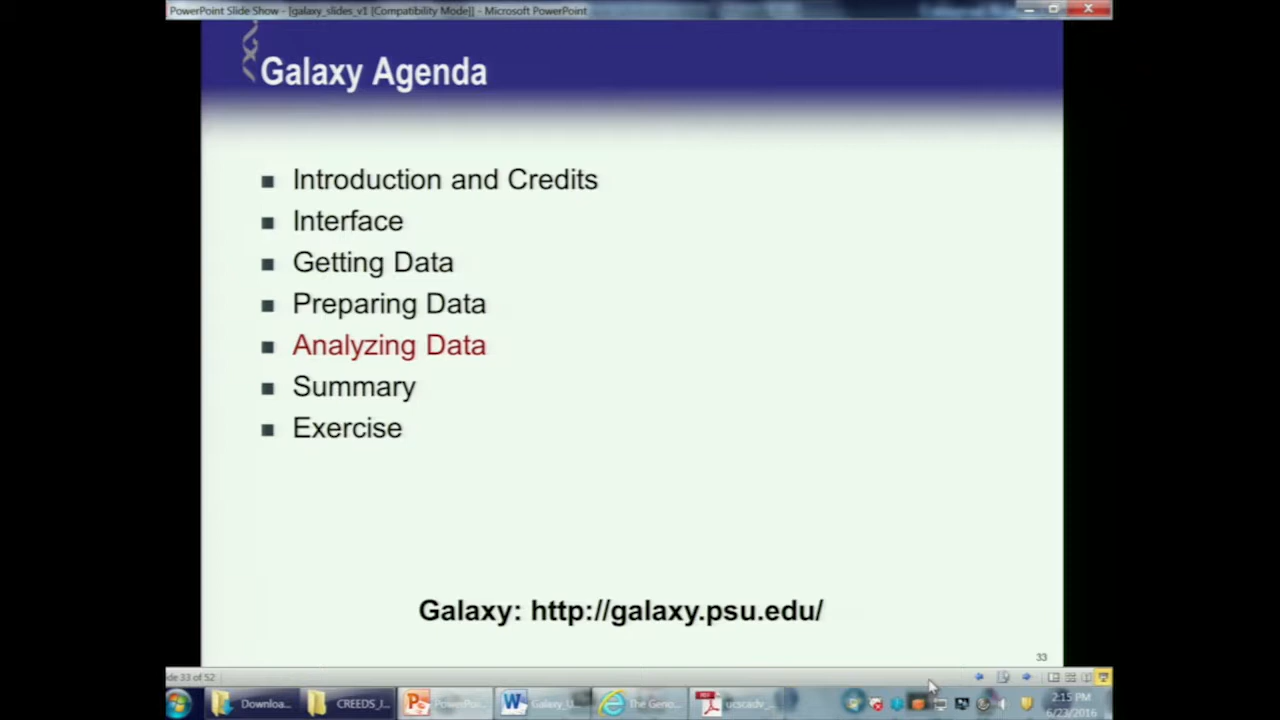 PowerPoint Slide Show - [galaxy_slides_v1 [Compatibility Mode]] - Microsoft PowerPoint
Galaxy Agenda
Introduction and Credits
Interface
Getting Data
Preparing Data
Analyzing Data
Summary
Exercise
Galaxy: http://galaxy.psu.edu/
33
de 33 of 52
Downloa...
CREEDS_I...
PowerPoi...
Galaxy_U...
The Geno...
ucscadv_...
2:15 PM
6/23/2016